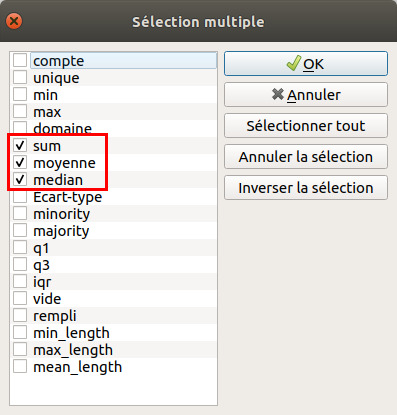 Sélection multiple
compte
unique
min
max
domaine
sum
moyenne
median
Ecart-type
minority
majority
q1
q3
iqr
vide
rempli
min_length
max_length
mean_length
OK
Annuler
Sélectionner tout
Annuler la sélection
Inverser la sélection